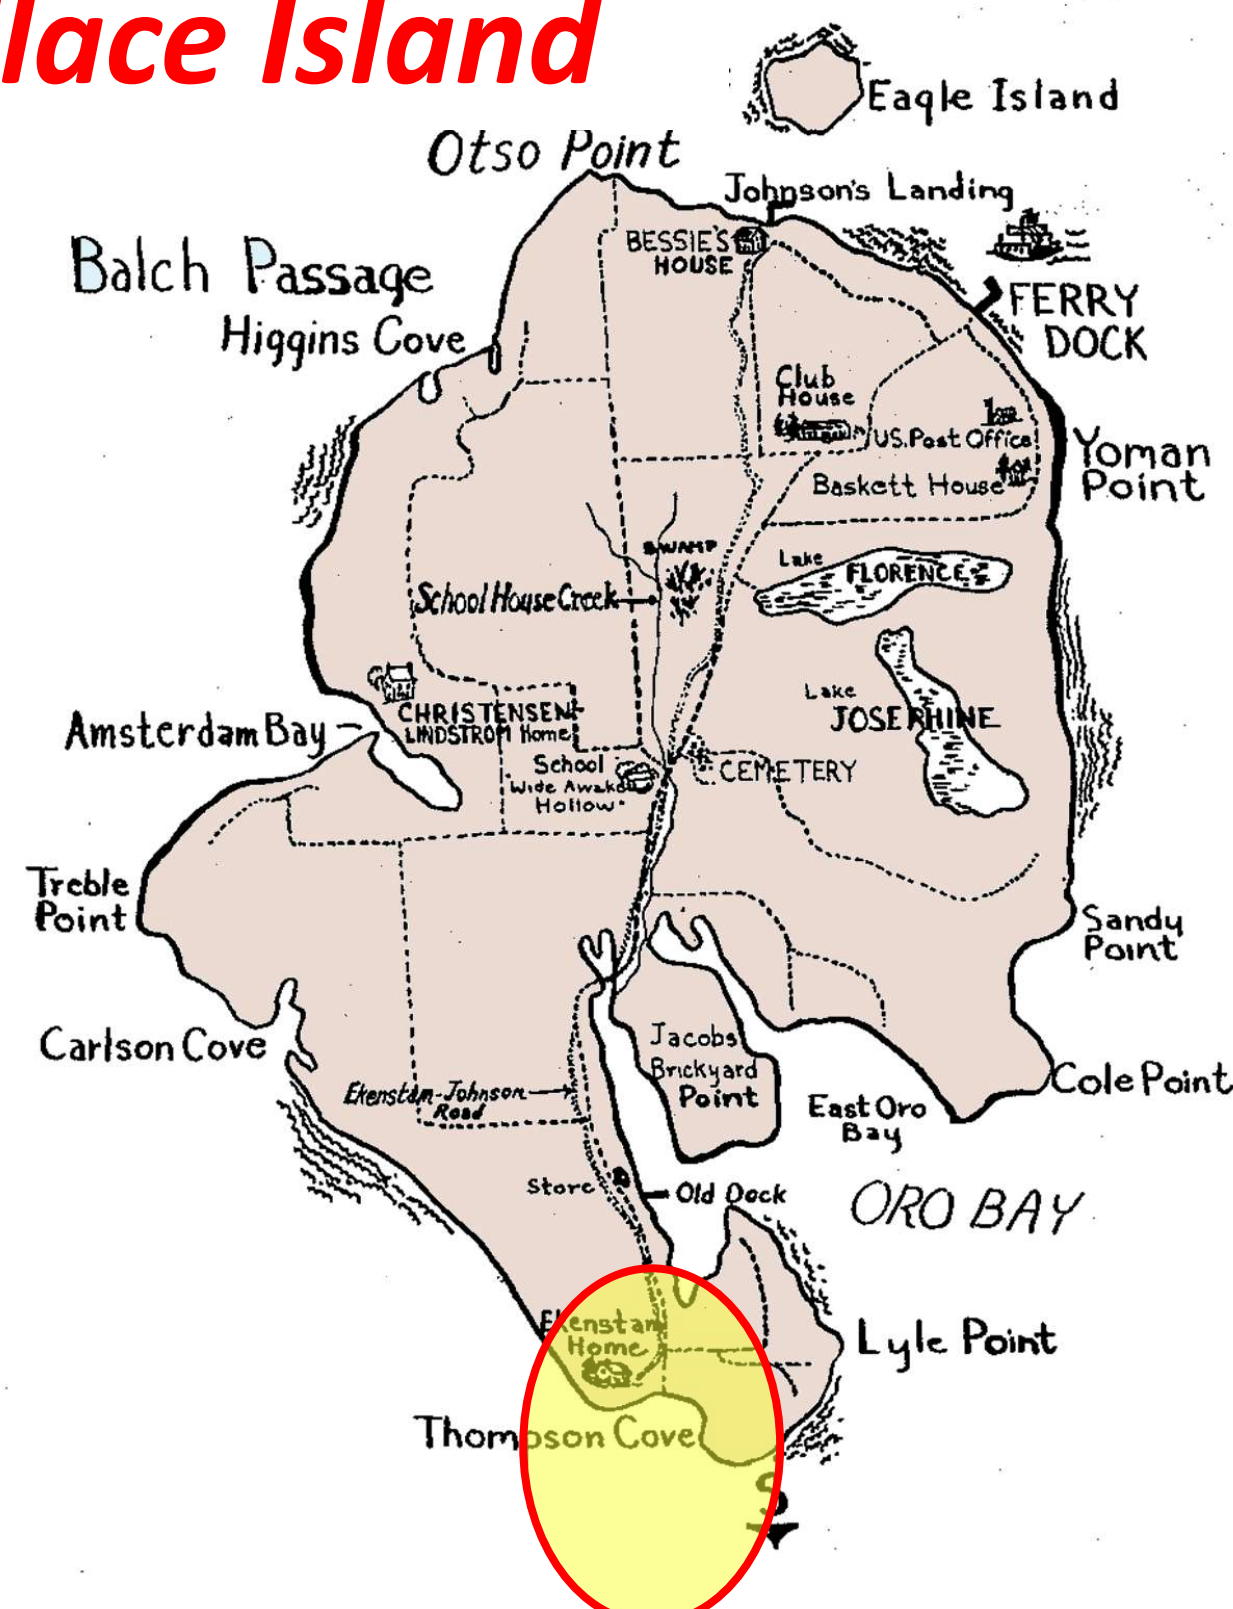 lace Island
Eagle Island
Otso Point
Johnson's Landing
BESSIE'S
HOUSE
Balch Passage
FERRY
DOCK
Higgins Cove
Club
House
U.S. Post Office
Yoman
Point
Baskett House
SWAMP
Lake
FLORENCE
School House Creek
Lake
JOSEPHINE
CHRISTENSEN
LINDSTROM Home
Amsterdam Bay
School
Wide Awake
Hollow
CEMETERY
Treble
Point
Sandy
Point
Carlson Cove
Jacobs
Brickyard
Point
Cole Point
Ekenstam-Johnson
Road
East Oro
Bay
Store
Old Dock
ORO BAY
Ekenstam
Home
Lyle Point
Thompson Cove
S